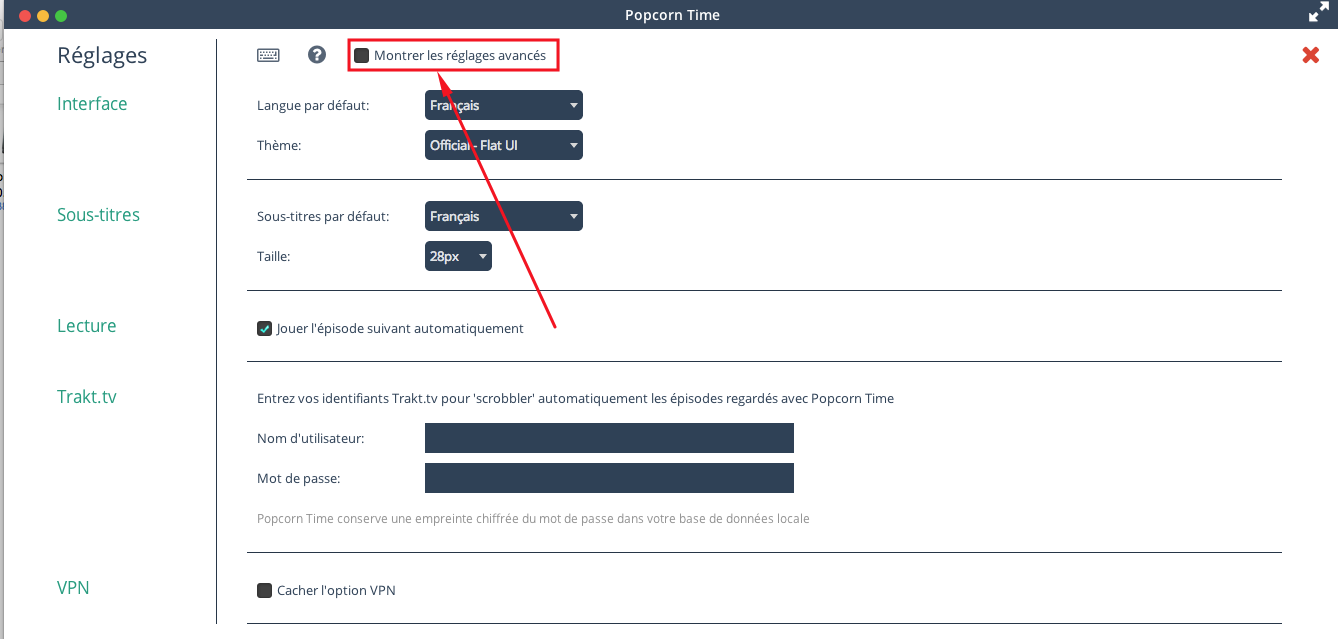 Popcorn Time
Réglages
? Montrer les réglages avancés
Interface
Langue par défaut: Français
Thème: Official - Flat UI
Sous-titres
Sous-titres par défaut: Français
Taille: 28px
Lecture
Jouer l'épisode suivant automatiquement
Trakt.tv
Entrez vos identifiants Trakt.tv pour 'scrobbler' automatiquement les épisodes regardés avec Popcorn Time
Nom d'utilisateur:
Mot de passe:
Popcorn Time conserve une empreinte chiffrée du mot de passe dans votre base de données locale
VPN
Cacher l'option VPN